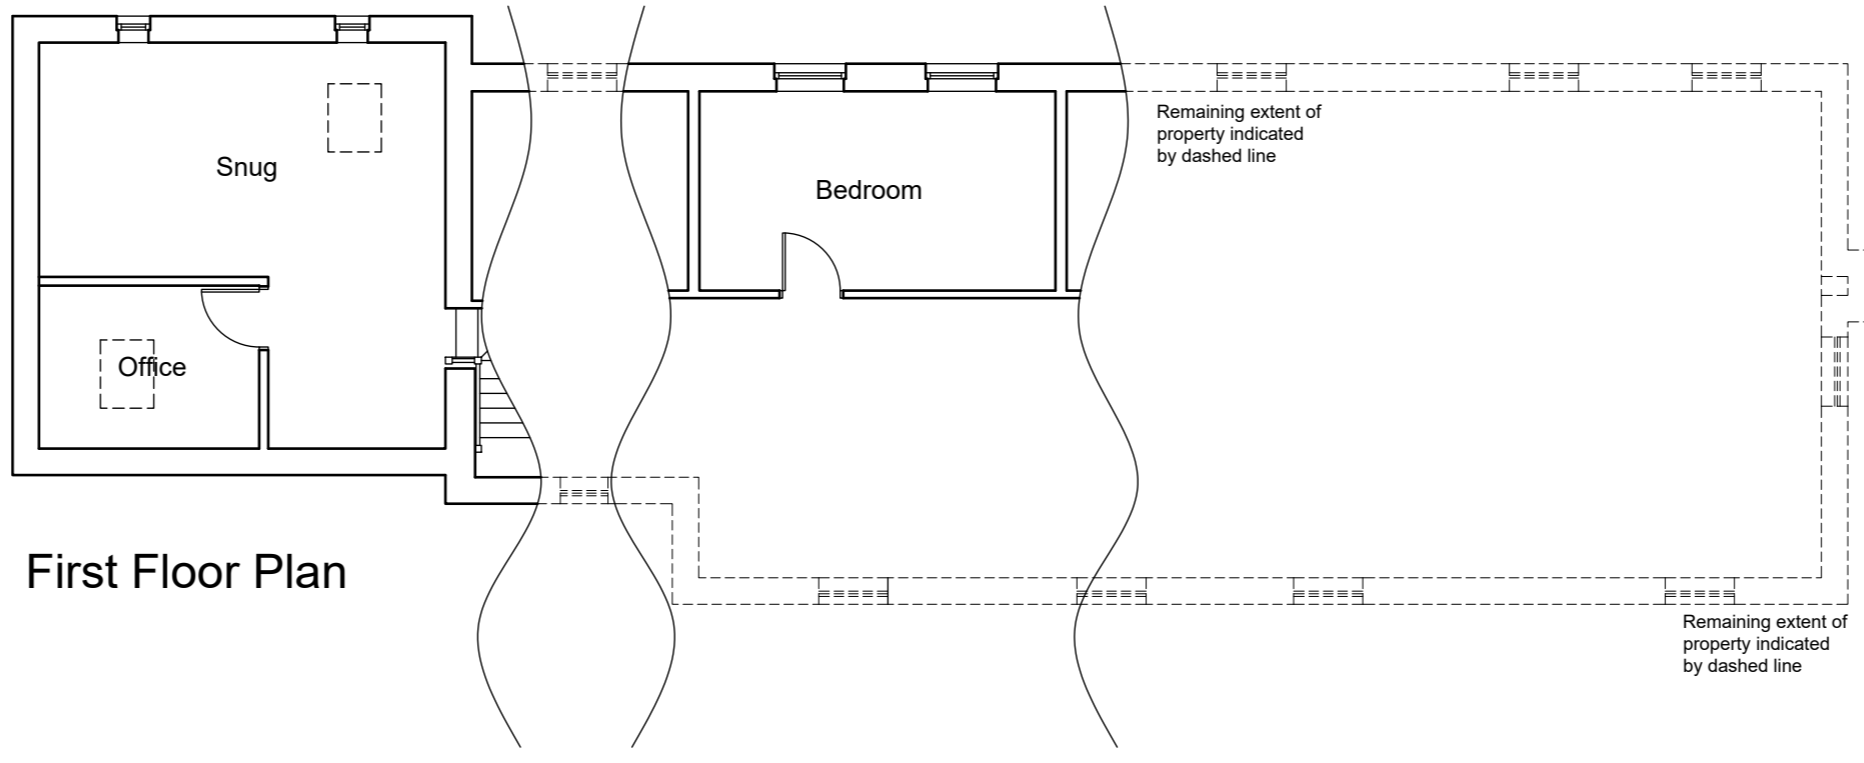 Remaining extent of
property indicated
by dashed line
Snug
Bedroom
Office
First Floor Plan
Remaining extent of
property indicated
by dashed line